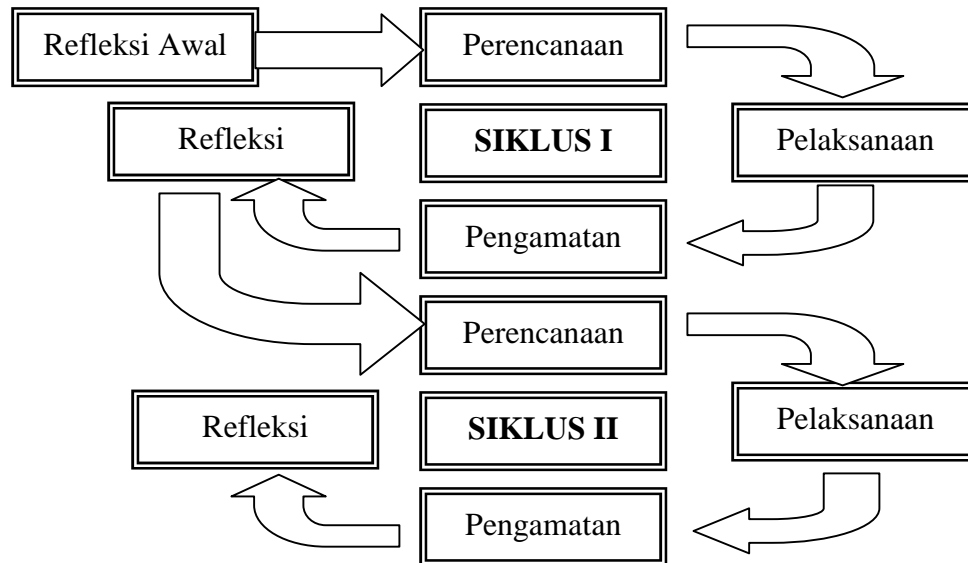 Refleksi Awal
Perencanaan
Refleksi
SIKLUS I
Pelaksanaan
Pengamatan
Perencanaan
Refleksi
SIKLUS II
Pelaksanaan
Pengamatan